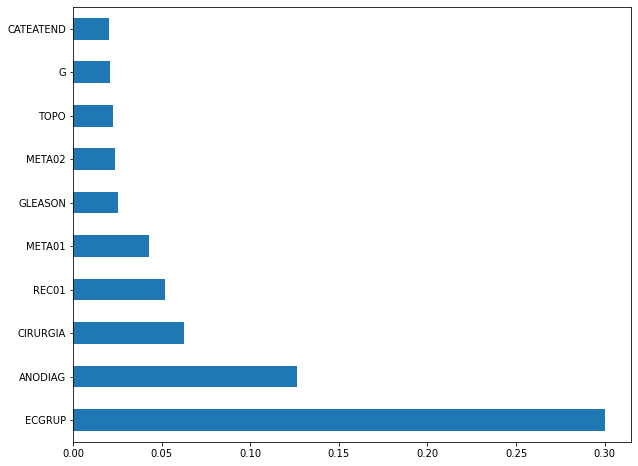 CATEATEND
G
TOPO
META02
GLEASON
META01
REC01
CIRURGIA
ANODIAG
ECGRUP
0.00 0.05 0.10 0.15 0.20 0.25 0.30